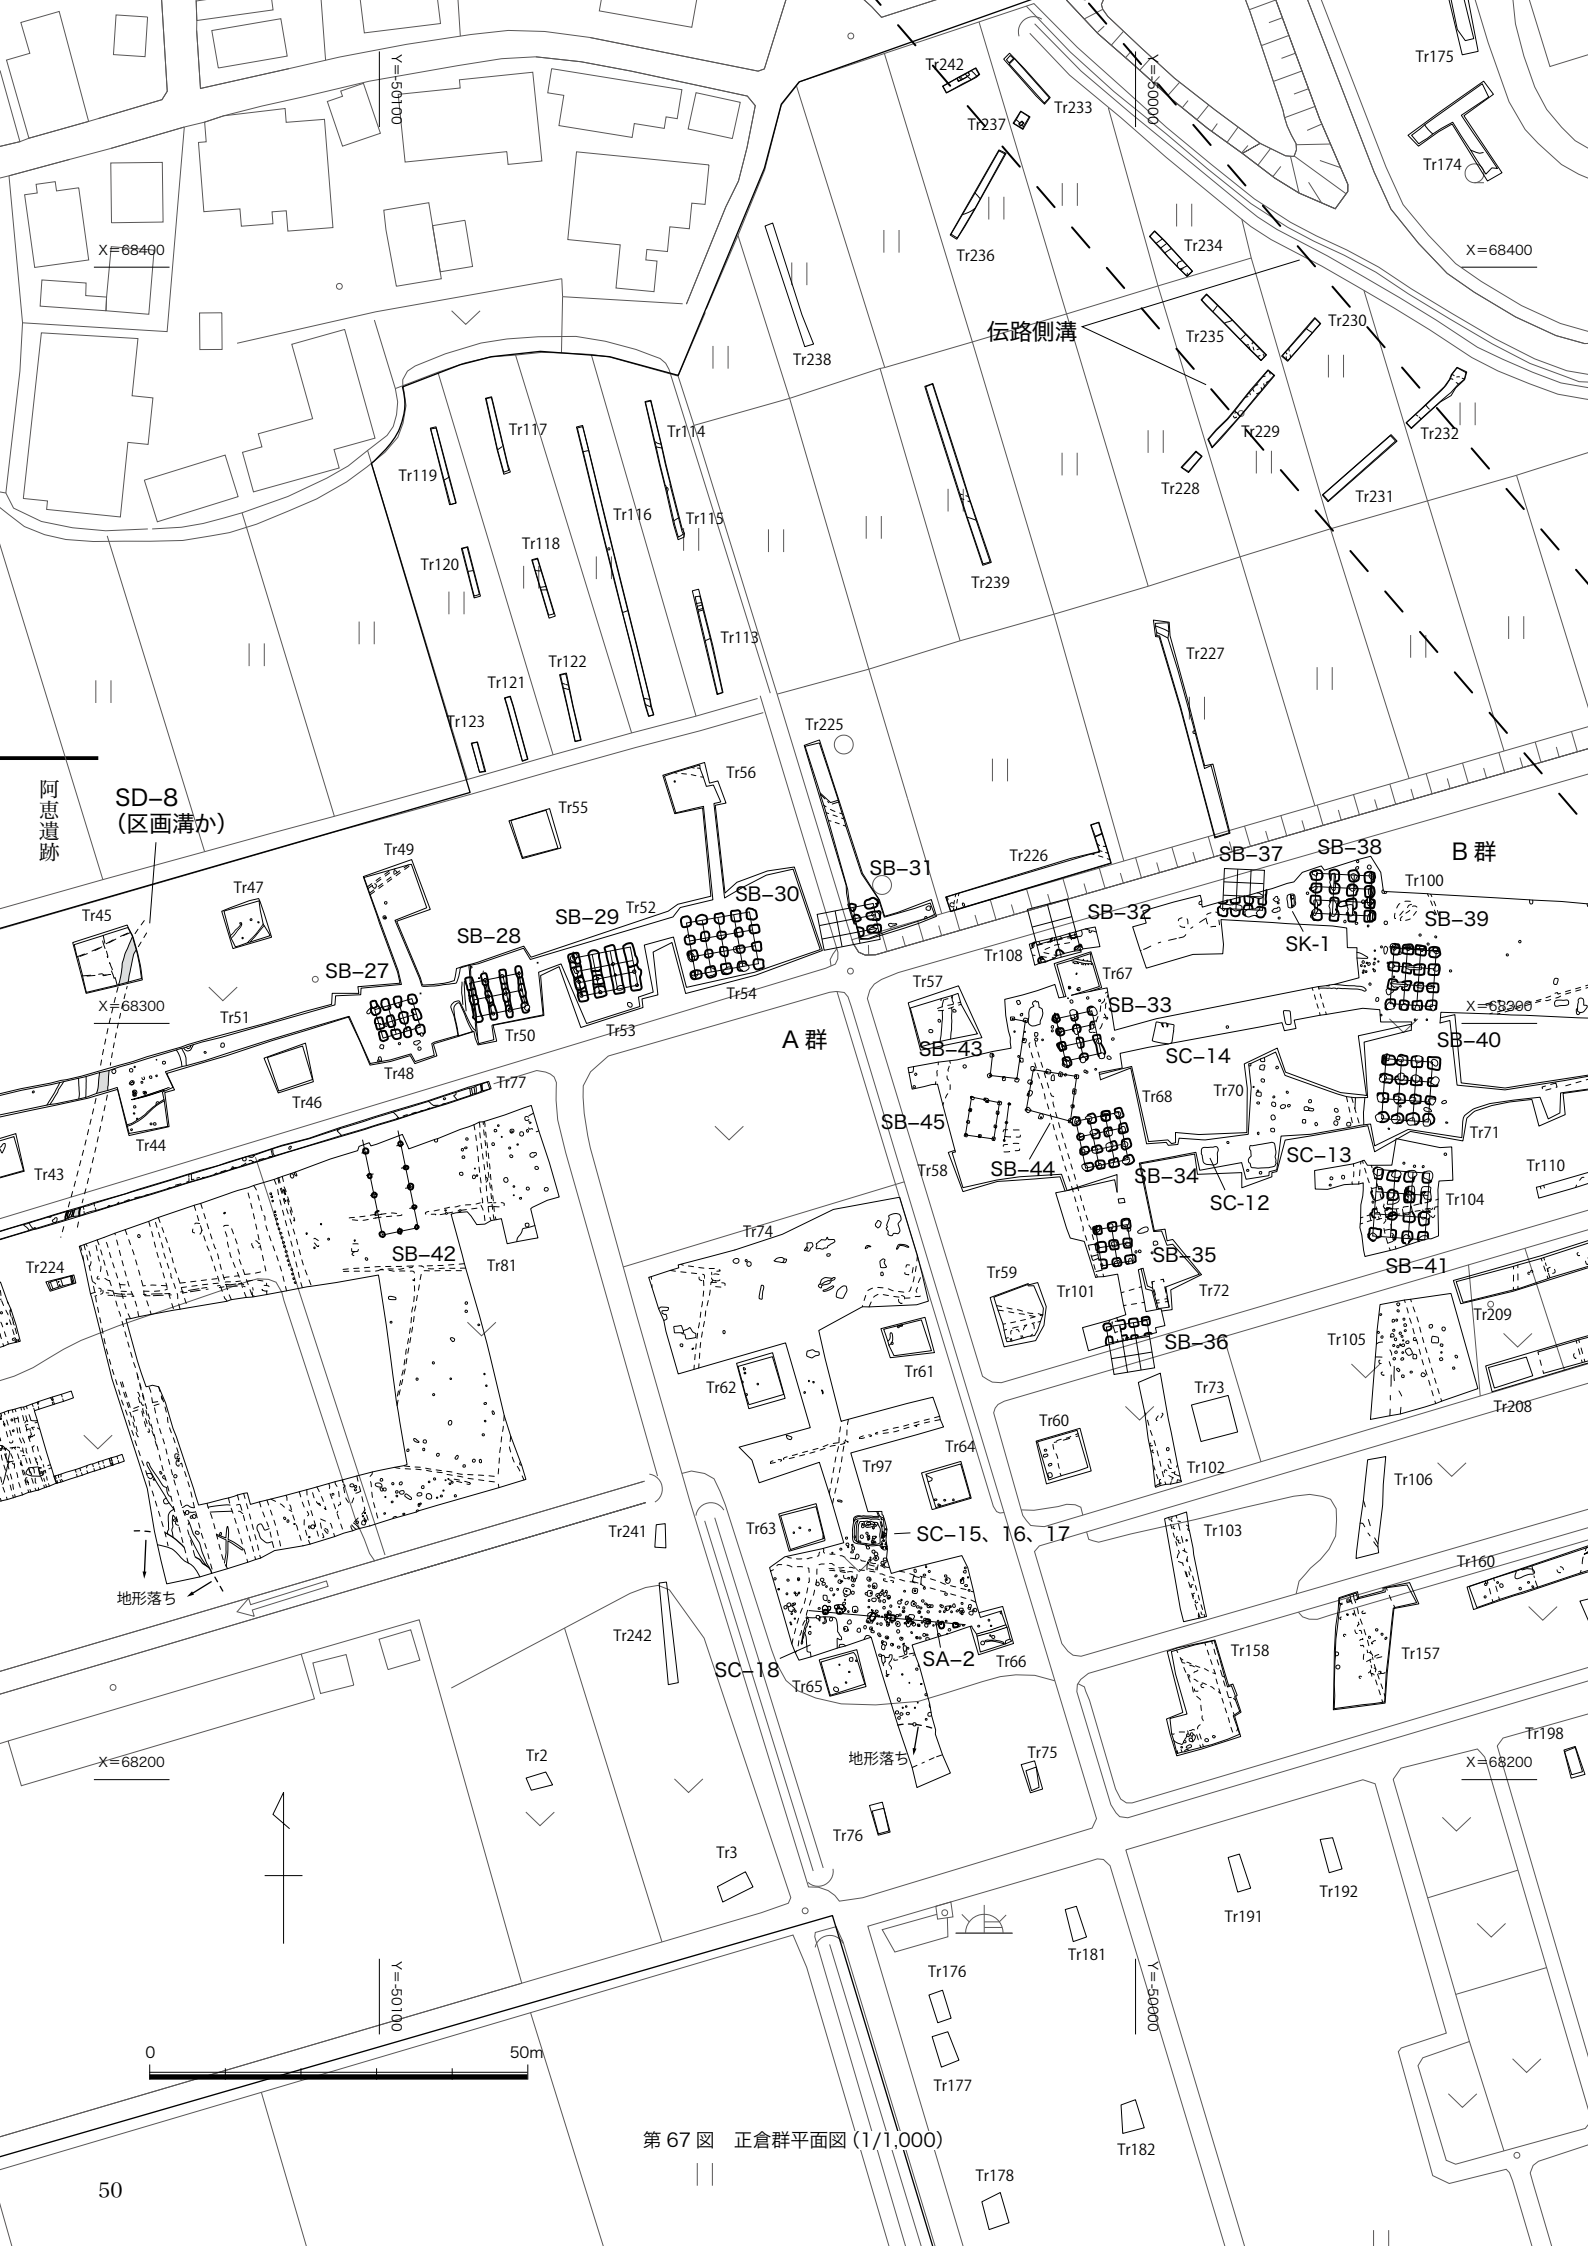 Tr175
Tr242
Y=-50100
Y=-50000
Tr233
Tr237
Tr174
X=68400
X=68400
Tr236
Tr234
伝路側溝
Tr235
Tr230
Tr238
Tr117
Tr114
Tr229
Tr232
Tr119
Tr228
Tr231
Tr116
Tr115
Tr118
Tr120
Tr239
Tr113
Tr227
Tr122
Tr121
Tr123
Tr225
Tr56
阿恵遺跡
SD–8
（区画溝か）
Tr55
Tr49
SB–31
Tr226
SB–37
SB–38
B 群
Tr47
Tr45
SB–30
Tr52
SB–29
SB–28
SB–32
Tr100
SB–39
SK-1
SB–27
Tr108
Tr67
Tr57
Tr54
X=68300
X=68300
Tr51
Tr50
Tr53
SB–33
A 群
SB–43
SC–14
SB–40
Tr48
Tr77
Tr46
Tr68
Tr70
SB–45
Tr44
Tr71
Tr43
Tr58
SB–44
SB–34
SC–13
Tr110
SC-12
Tr104
Tr74
SB–42
Tr81
SB–35
SB–41
Tr224
Tr59
Tr101
Tr72
Tr209
SB–36
Tr105
Tr61
Tr62
Tr73
Tr208
Tr60
Tr64
Tr97
Tr102
Tr106
Tr63
SC–15、16、17
Tr241
Tr103
Tr160
地形落ち
Tr242
SA–2
Tr66
Tr158
Tr157
SC–18
Tr65
地形落ち
Tr75
Tr198
X=68200
X=68200
Tr2
Tr76
Tr3
Tr192
Tr191
Tr181
Y=-50100
Y=-50000
Tr176
0
50m
Tr177
Tr182
第 67 図　正倉群平面図（1/1,000）
Tr178
50